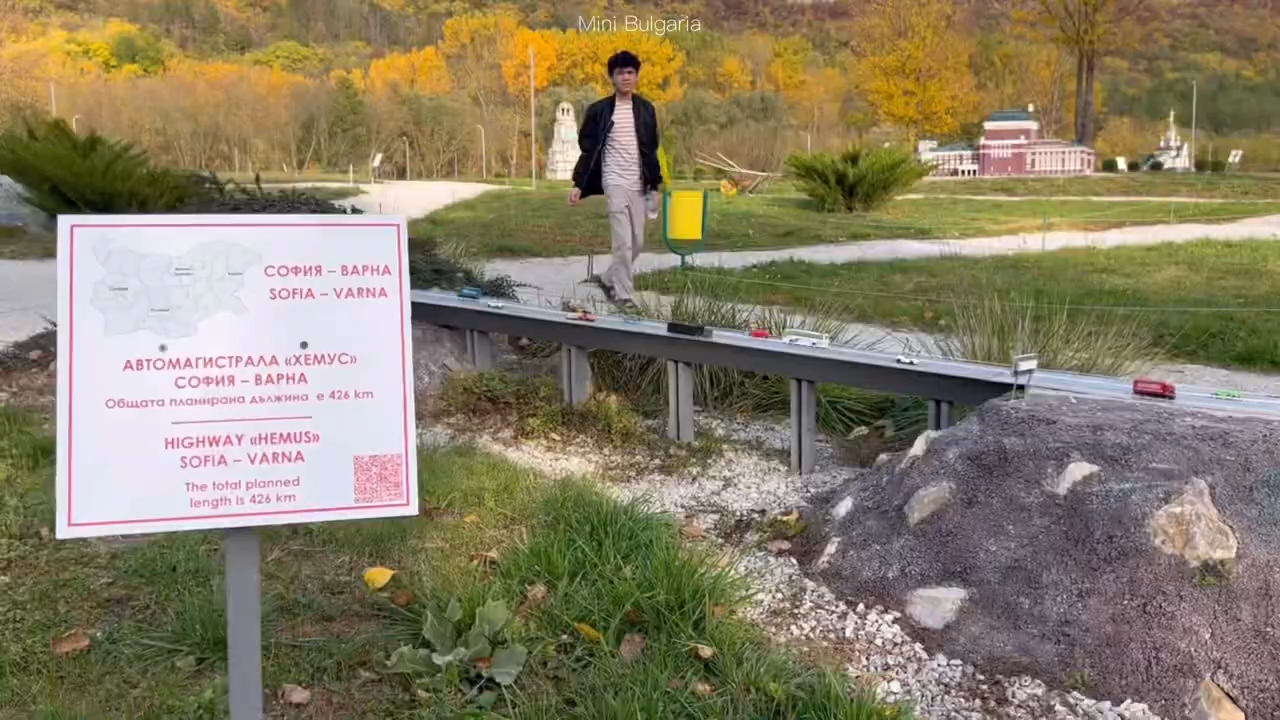 Mini Bulgaria
СОФИЯ – ВАРНА
SOFIA – VARNA
АВТОМАГИСТРАЛА «ХЕМУС»
СОФИЯ – ВАРНА
Общата планирана дължина е 426 km
HIGHWAY «HEMUS»
SOFIA – VARNA
The total planned
length is 426 km